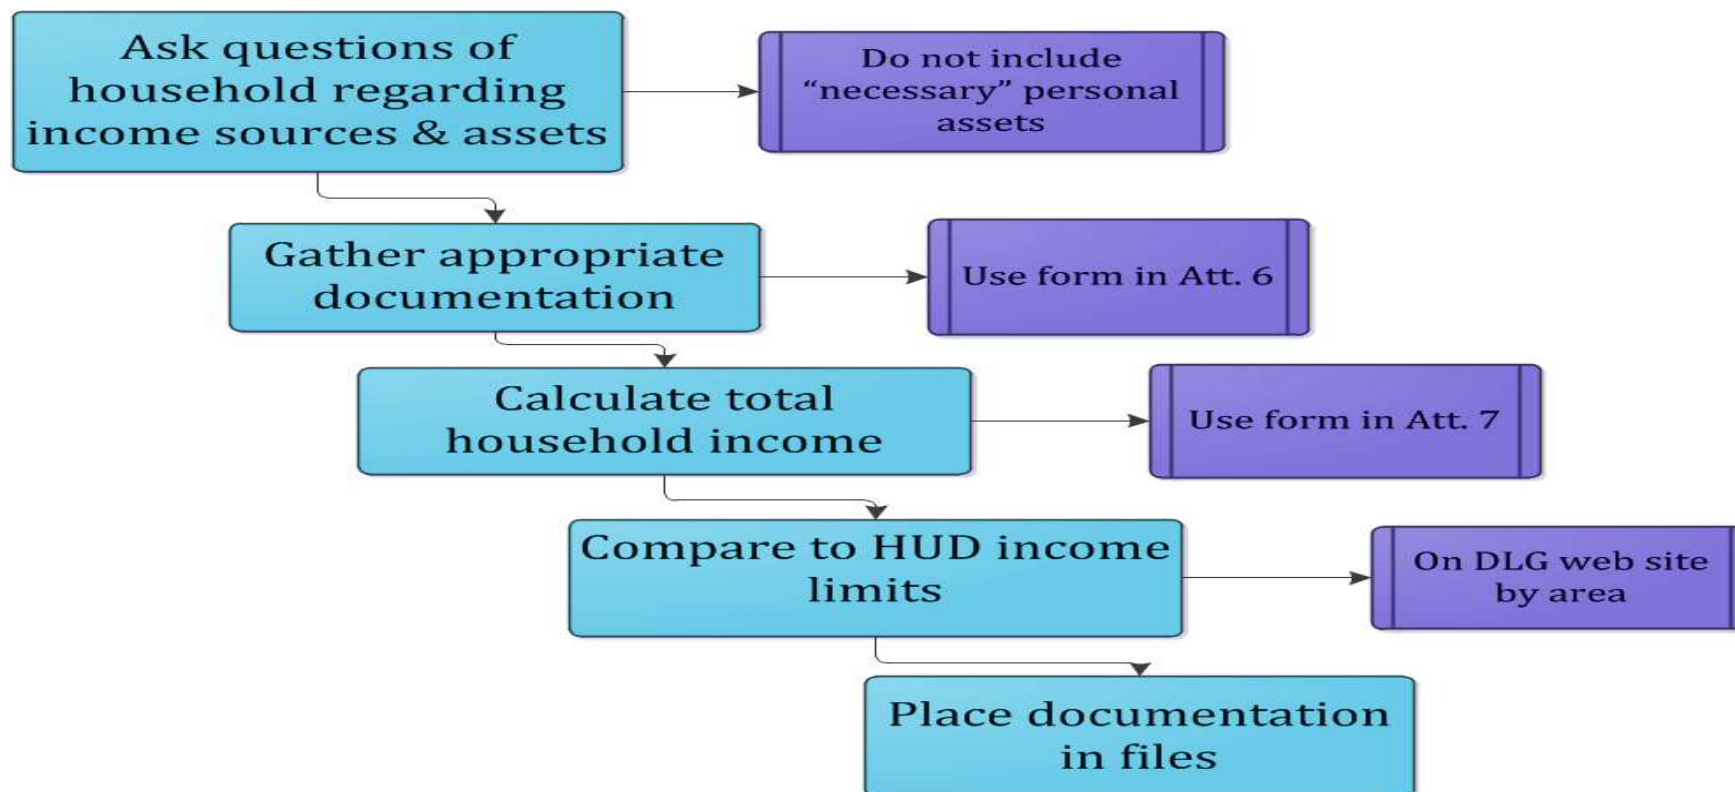 Ask questions of
household regarding
income sources & assets
Do not include
“necessary” personal
assets
Gather appropriate
documentation
Use form in Att. 6
Calculate total
household income
Use form in Att. 7
Compare to HUD income
limits
On DLG web site
by area
Place documentation
in files